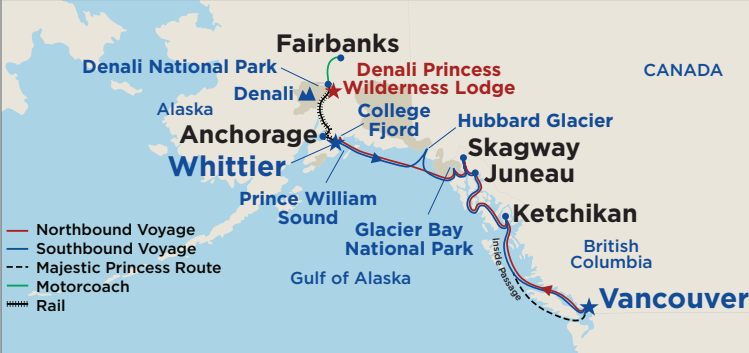 Fairbanks
Denali National Park
Denali Princess
Wilderness Lodge
CANADA
Denali
Alaska
College
Fjord
Hubbard Glacier
Anchorage
Skagway
Whittier
Juneau
Prince William
Sound
Ketchikan
Glacier Bay
National Park
Northbound Voyage
Southbound Voyage
Majestic Princess Route
Motorcoach
Rail
Inside Passage
British
Columbia
Gulf of Alaska
Vancouver